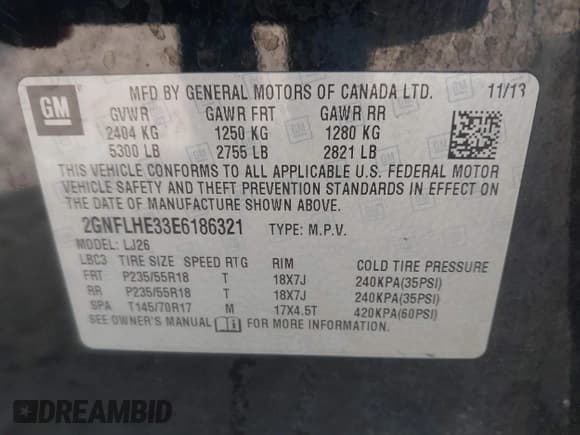 GM
MFD BY GENERAL MOTORS OF CANADA LTD. 11/13
GVWR GAWR FRT GAWR RR
2404 KG 1250 KG 1280 KG
5300 LB 2755 LB 2821 LB
THIS VEHICLE CONFORMS TO ALL APPLICABLE U.S. FEDERAL MOTOR
VEHICLE SAFETY AND THEFT PREVENTION STANDARDS IN EFFECT ON
THE DATE OF MANUFACTURE SHOWN ABOVE.
2GNFLHE33E6186321 TYPE: M.P.V.
MODEL: LJ26
LBC3 TIRE SIZE SPEED RTG RIM COLD TIRE PRESSURE
FRT P235/55R18 T 18X7J 240KPA(35PSI)
RR P235/55R18 T 18X7J 240KPA(35PSI)
SPA T145/70R17 M 17X4.5T 420KPA(60PSI)
SEE OWNER'S MANUAL FOR MORE INFORMATION.
DREAMBID